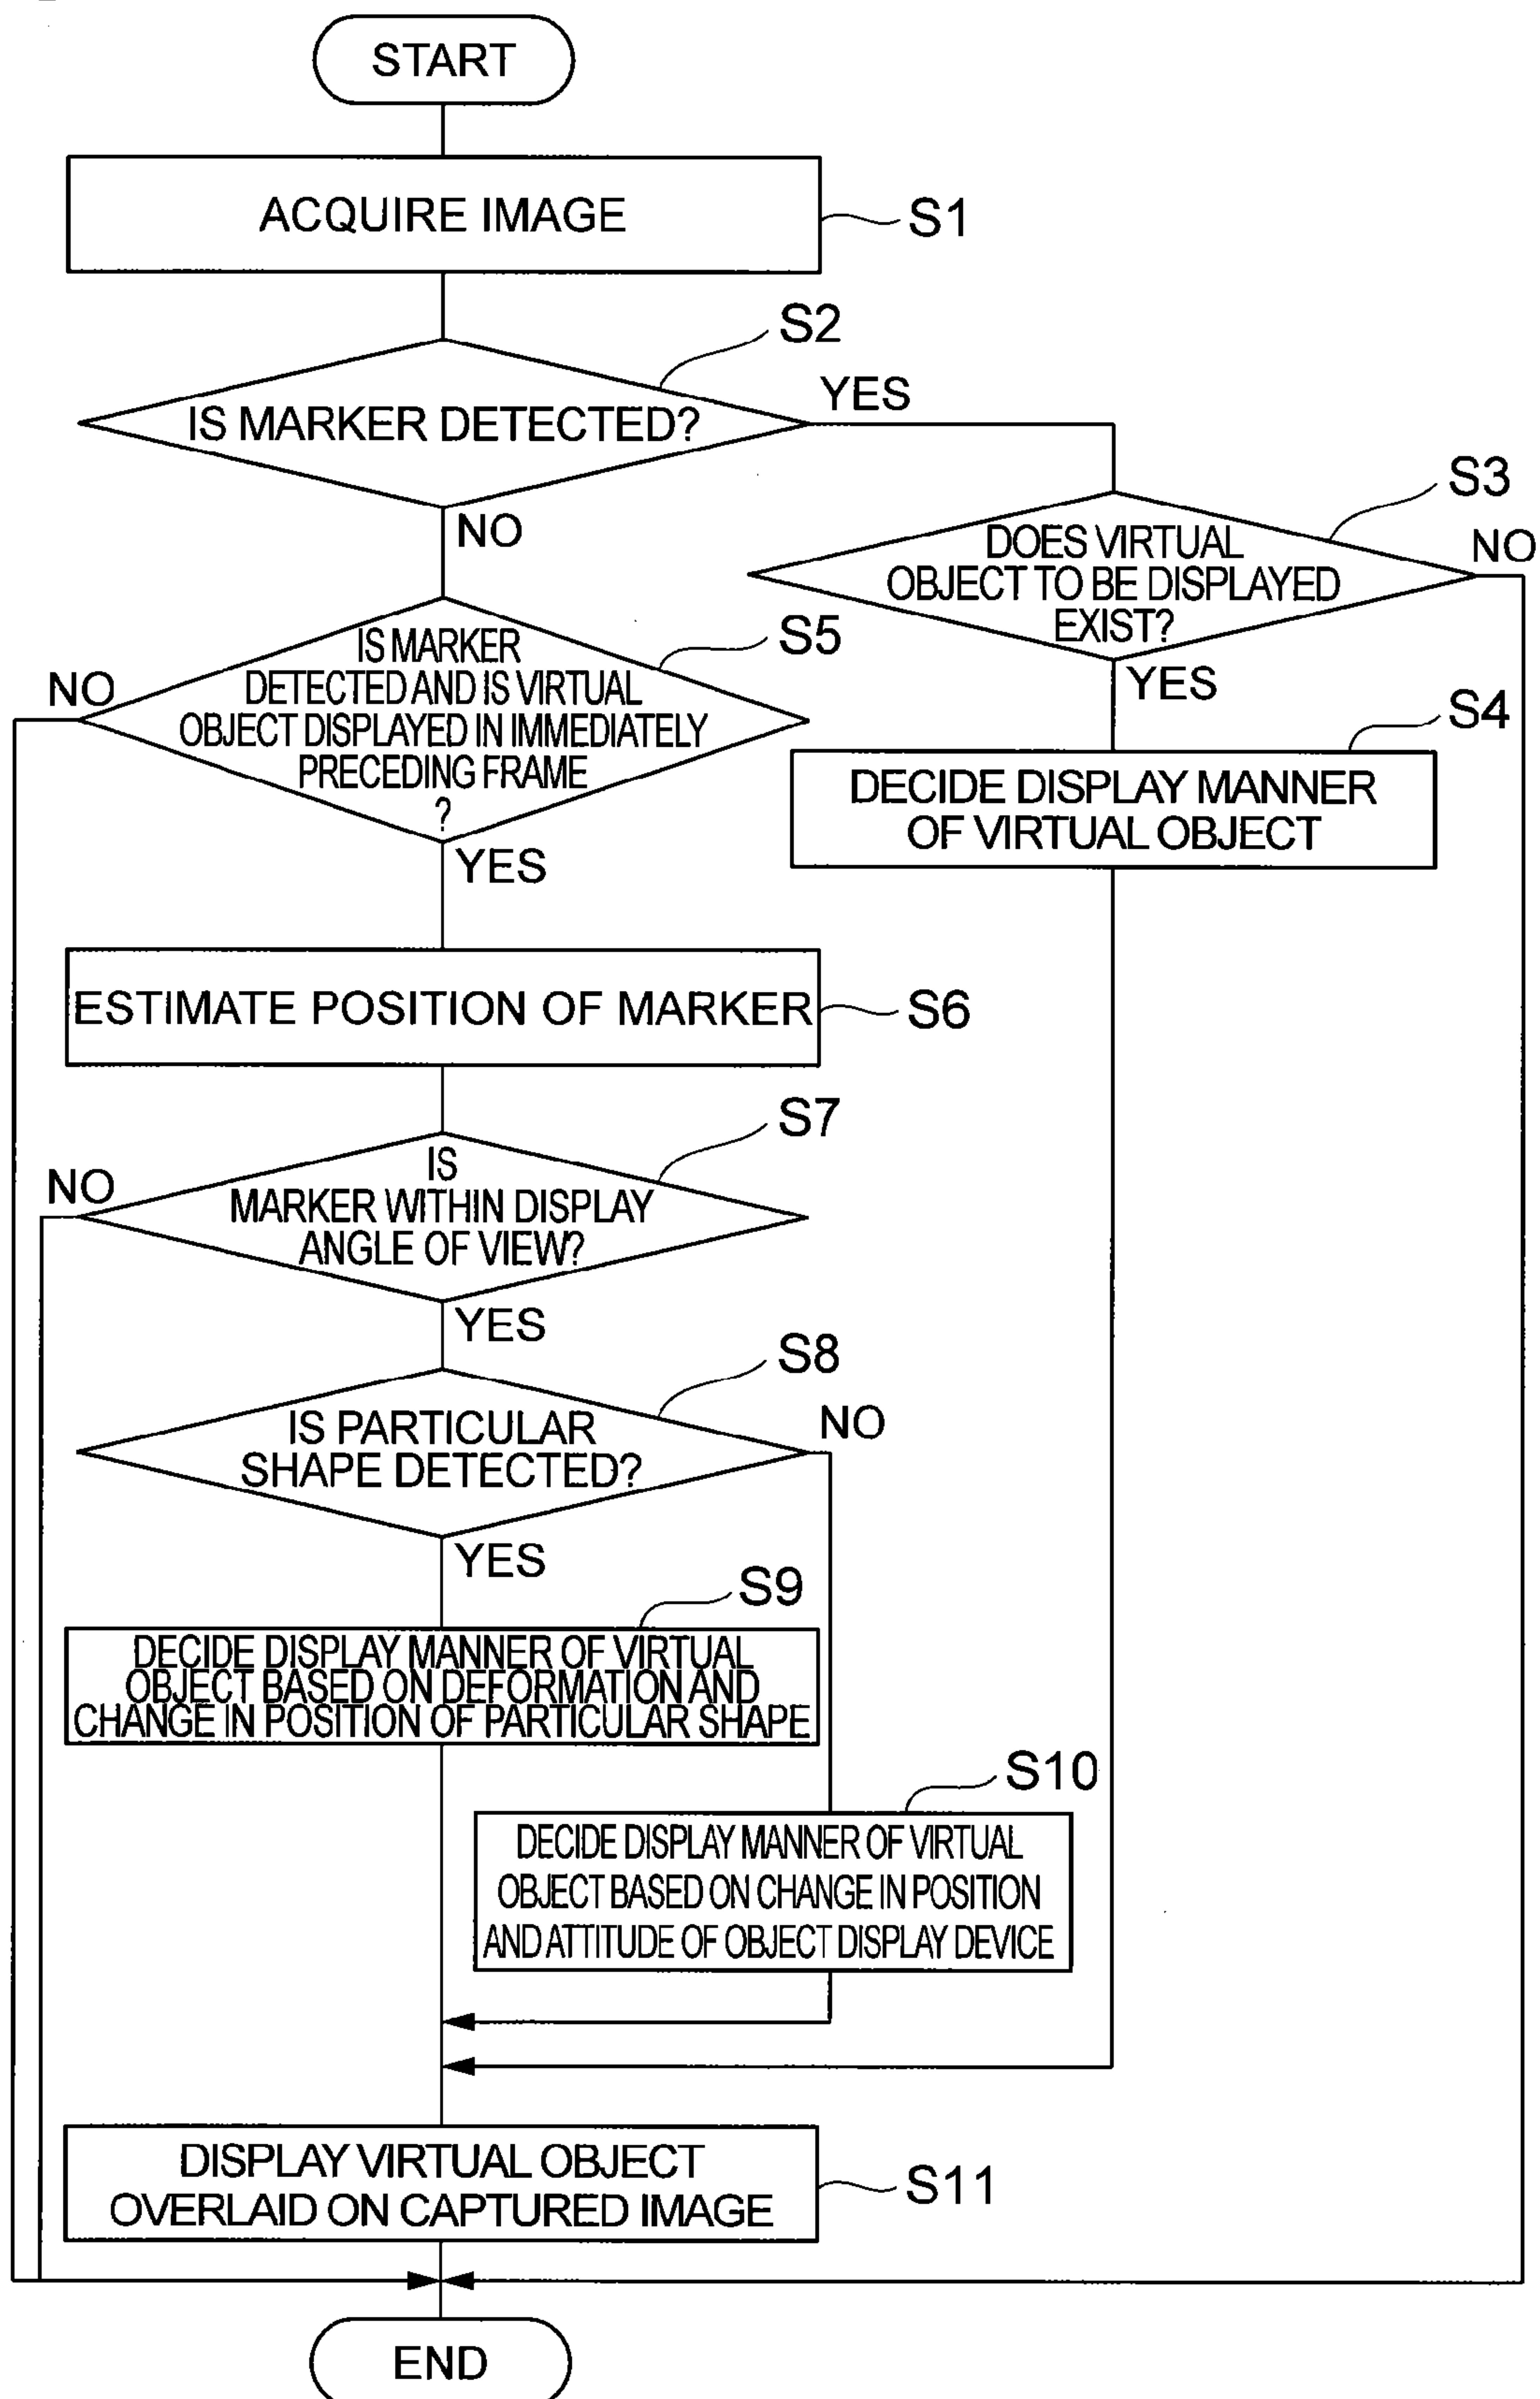 START
ACQUIRE IMAGE
S1
S2
IS MARKER DETECTED?
YES
NO
S3
DOES VIRTUAL
OBJECT TO BE DISPLAYED
EXIST?
NO
YES
S4
DECIDE DISPLAY MANNER
OF VIRTUAL OBJECT
S5
IS MARKER
DETECTED AND IS VIRTUAL
OBJECT DISPLAYED IN IMMEDIATELY
PRECEDING FRAME
?
NO
YES
ESTIMATE POSITION OF MARKER
S6
S7
IS
MARKER WITHIN DISPLAY
ANGLE OF VIEW?
NO
YES
S8
IS PARTICULAR
SHAPE DETECTED?
NO
YES
S9
DECIDE DISPLAY MANNER OF VIRTUAL
OBJECT BASED ON DEFORMATION AND
CHANGE IN POSITION OF PARTICULAR SHAPE
S10
DECIDE DISPLAY MANNER OF VIRTUAL
OBJECT BASED ON CHANGE IN POSITION
AND ATTITUDE OF OBJECT DISPLAY DEVICE
DISPLAY VIRTUAL OBJECT
OVERLAID ON CAPTURED IMAGE
S11
END